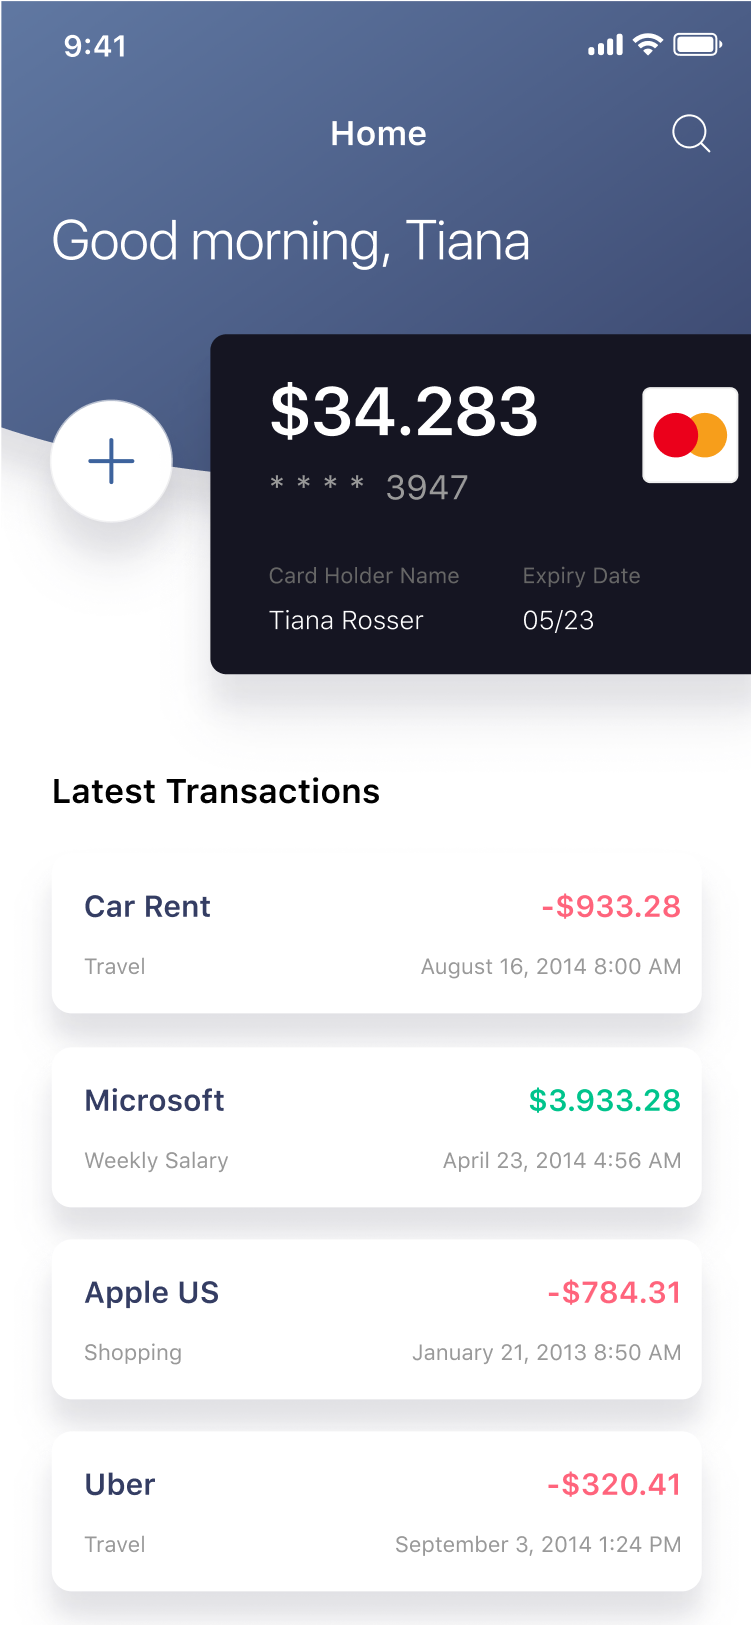 9:41
Home
Good morning, Tiana
$34.283
* * * * 3947
Card Holder Name Expiry Date
Tiana Rosser 05/23
Latest Transactions
Car Rent -$933.28
Travel August 16, 2014 8:00 AM
Microsoft $3.933.28
Weekly Salary April 23, 2014 4:56 AM
Apple US -$784.31
Shopping January 21, 2013 8:50 AM
Uber -$320.41
Travel September 3, 2014 1:24 PM